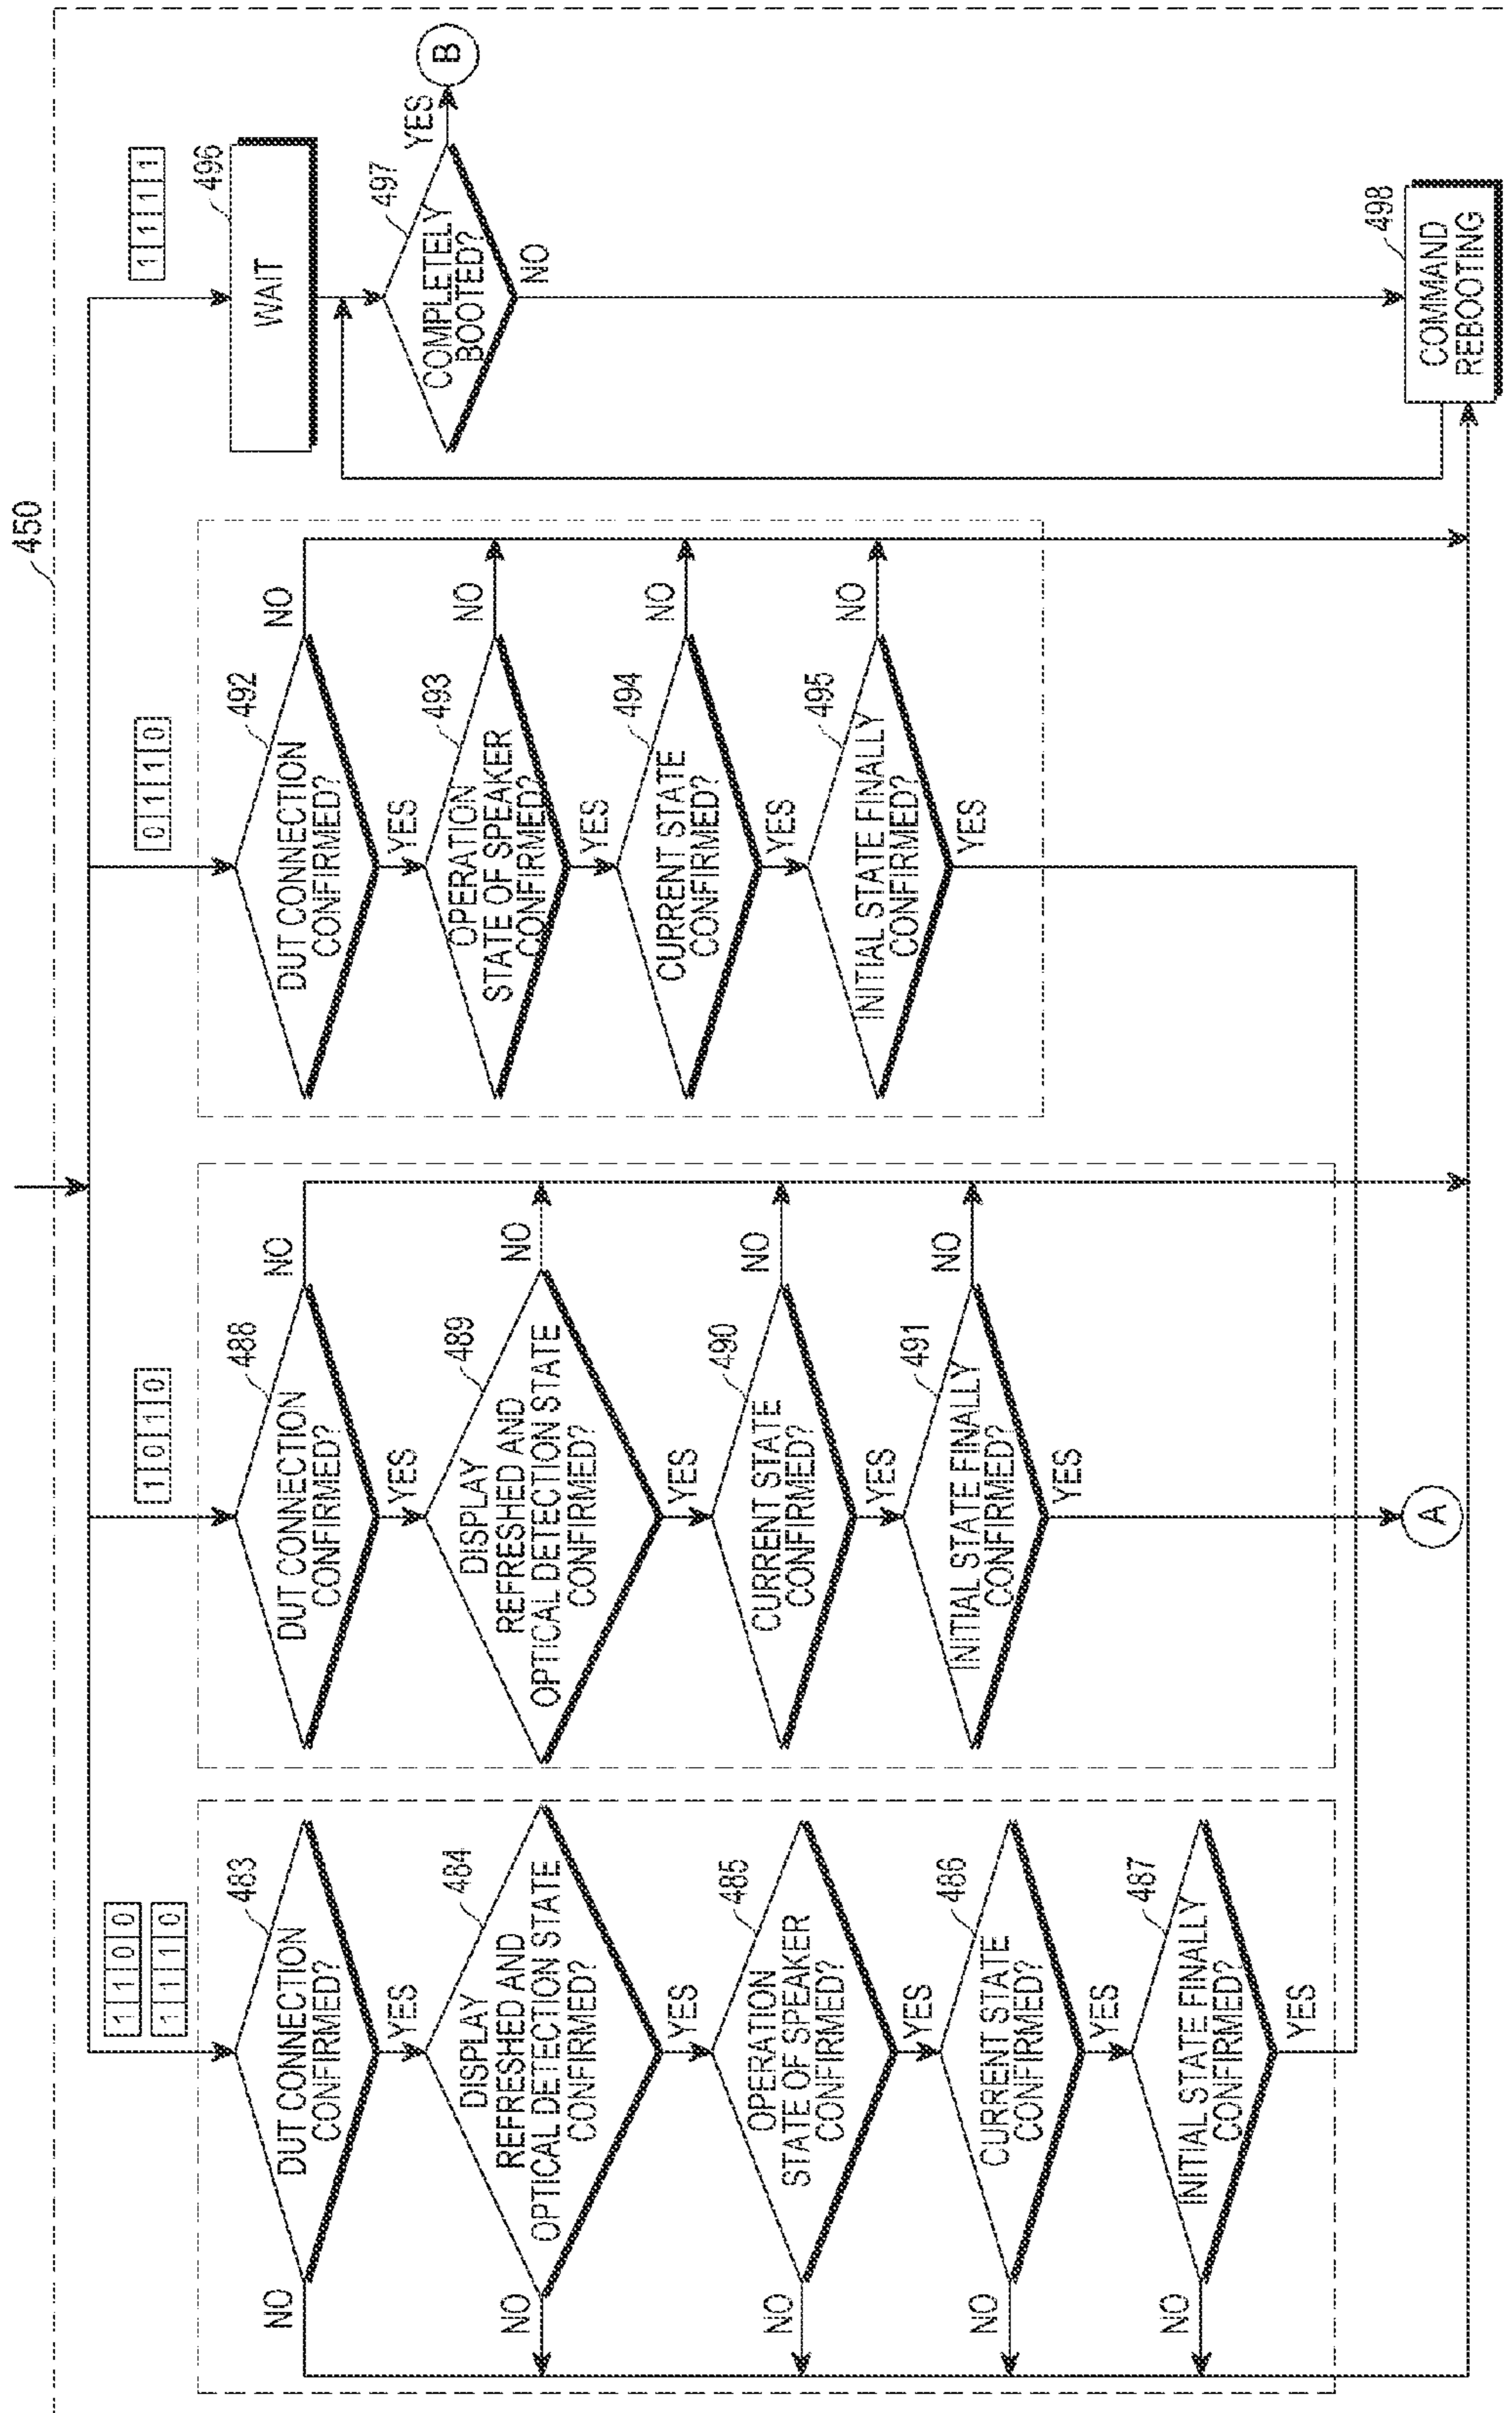 450
1 1 0 0
1 1 1 0
483
DUT CONNECTION
CONFIRMED?
NO
YES
484
DISPLAY
REFRESHED AND
OPTICAL DETECTION STATE
CONFIRMED?
NO
YES
485
OPERATION
STATE OF SPEAKER
CONFIRMED?
NO
YES
486
CURRENT STATE
CONFIRMED?
NO
YES
487
INITIAL STATE FINALLY
CONFIRMED?
NO
YES
1 0 1 0
488
DUT CONNECTION
CONFIRMED?
NO
YES
489
DISPLAY
REFRESHED AND
OPTICAL DETECTION STATE
CONFIRMED?
NO
YES
490
CURRENT STATE
CONFIRMED?
NO
YES
491
INITIAL STATE FINALLY
CONFIRMED?
NO
YES
A
0 1 1 0
492
DUT CONNECTION
CONFIRMED?
NO
YES
493
OPERATION
STATE OF SPEAKER
CONFIRMED?
NO
YES
494
CURRENT STATE
CONFIRMED?
NO
YES
495
INITIAL STATE FINALLY
CONFIRMED?
NO
YES
1 1 1 1
496
WAIT
497
COMPLETELY
BOOTED?
YES
B
NO
498
COMMAND
REBOOTING